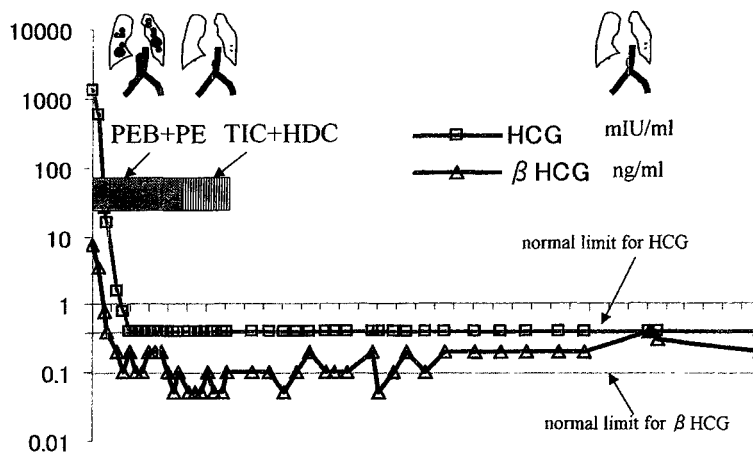 10000
1000
100
10
1
0.1
0.01
PEB+PE TIC+HDC
HCG mIU/ml
β HCG ng/ml
normal limit for HCG
normal limit for β HCG